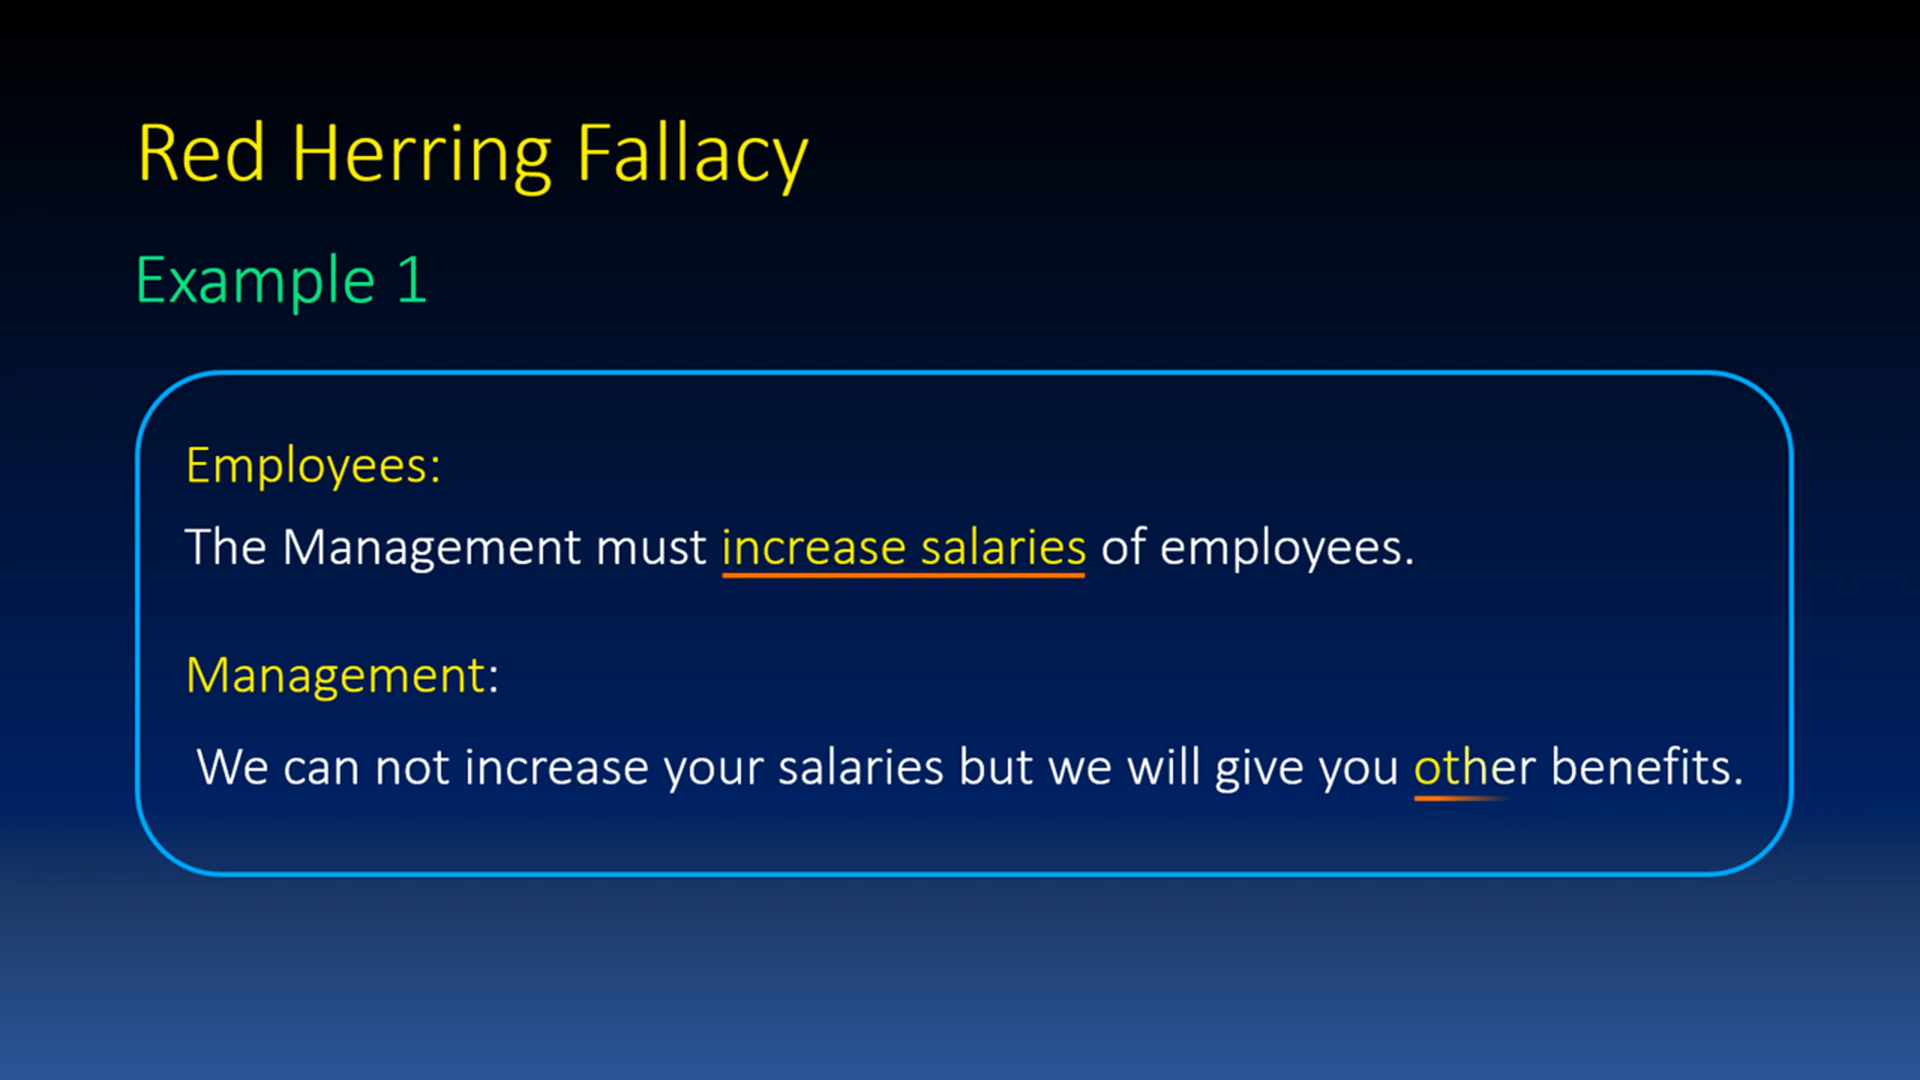 Red Herring Fallacy
Example 1
Employees:
The Management must increase salaries of employees.
Management:
We can not increase your salaries but we will give you other benefits.